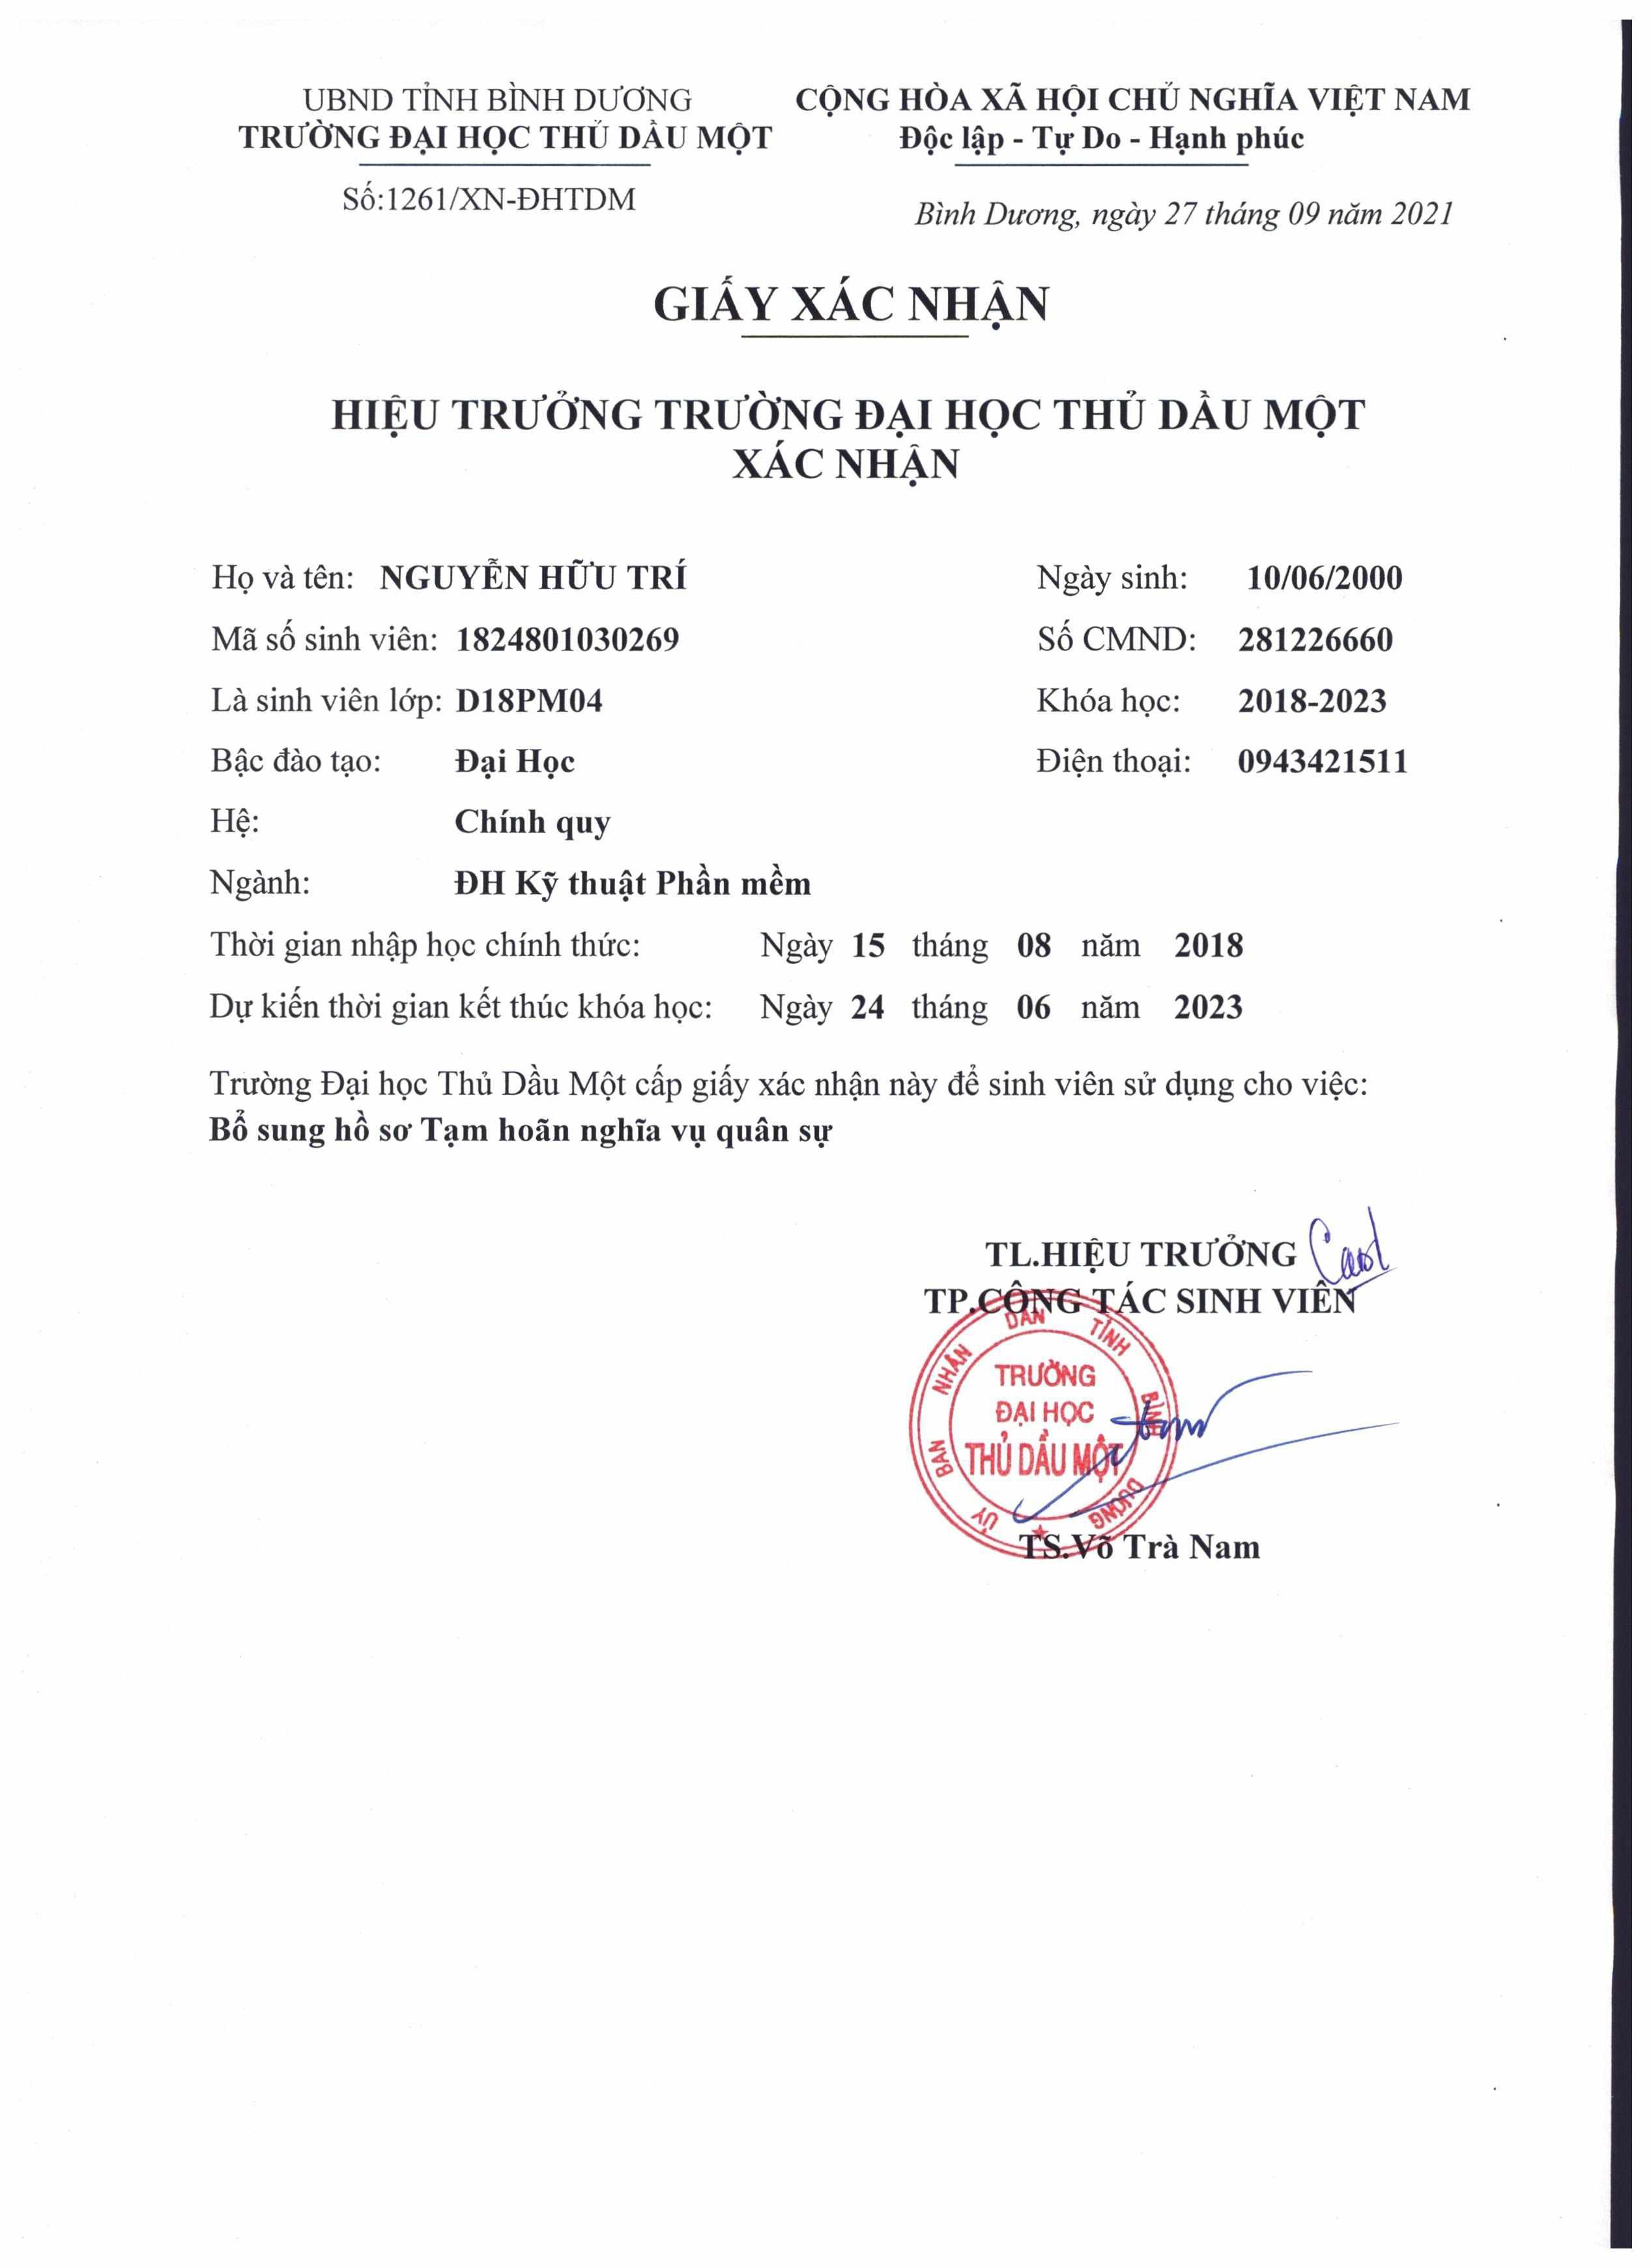 UBND TỈNH BÌNH DƯƠNG
TRƯỜNG ĐẠI HỌC THỦ DẦU MỘT
Số:1261/XN-ĐHTDM
CỘNG HÒA XÃ HỘI CHỦ NGHĨA VIỆT NAM
Độc lập - Tự Do - Hạnh phúc
Bình Dương, ngày 27 tháng 09 năm 2021
GIẤY XÁC NHẬN
HIỆU TRƯỞNG TRƯỜNG ĐẠI HỌC THỦ DẦU MỘT
XÁC NHẬN
Họ và tên: NGUYỄN HỮU TRÍ Ngày sinh: 10/06/2000
Mã số sinh viên: 1824801030269 Số CMND: 281226660
Là sinh viên lớp: D18PM04 Khóa học: 2018-2023
Bậc đào tạo: Đại Học Điện thoại: 0943421511
Hệ: Chính quy
Ngành: ĐH Kỹ thuật Phần mềm
Thời gian nhập học chính thức: Ngày 15 tháng 08 năm 2018
Dự kiến thời gian kết thúc khóa học: Ngày 24 tháng 06 năm 2023
Trường Đại học Thủ Dầu Một cấp giấy xác nhận này để sinh viên sử dụng cho việc:
Bổ sung hồ sơ Tạm hoãn nghĩa vụ quân sự
TL.HIỆU TRƯỞNG
TP.CÔNG TÁC SINH VIÊN
ỦY BAN NHÂN DÂN TỈNH BÌNH DƯƠNG
TRƯỜNG
ĐẠI HỌC
THỦ DẦU MỘT
TS.Võ Trà Nam